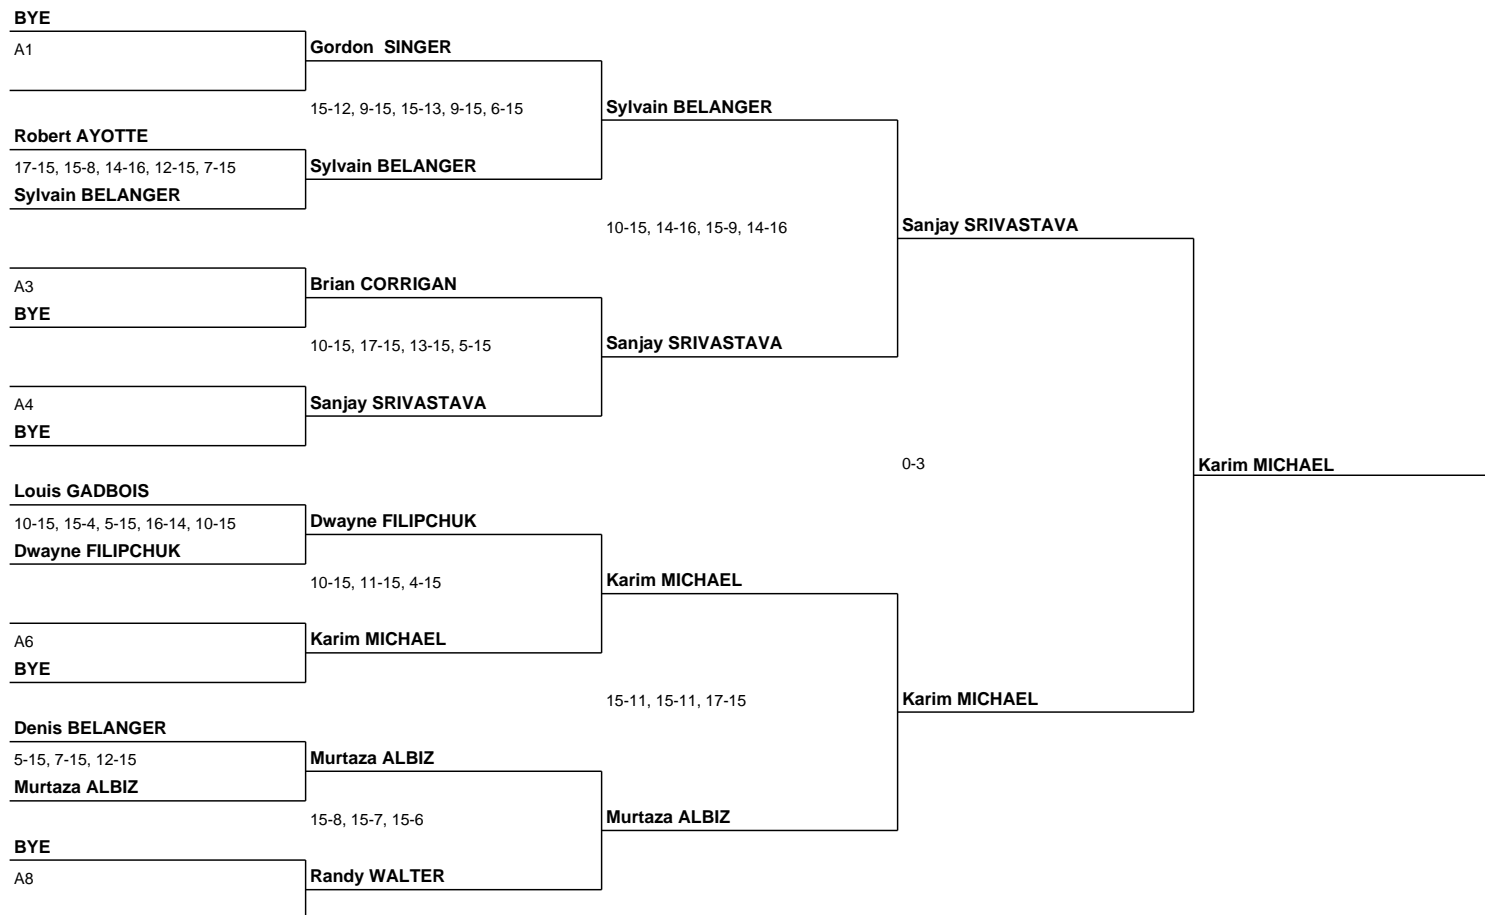 BYE
A1
Gordon  SINGER
15-12, 9-15, 15-13, 9-15, 6-15
Sylvain BELANGER
Robert AYOTTE
17-15, 15-8, 14-16, 12-15, 7-15
Sylvain BELANGER
Sylvain BELANGER
10-15, 14-16, 15-9, 14-16
Sanjay SRIVASTAVA
A3
Brian CORRIGAN
BYE
10-15, 17-15, 13-15, 5-15
Sanjay SRIVASTAVA
A4
Sanjay SRIVASTAVA
BYE
0-3
Karim MICHAEL
Louis GADBOIS
10-15, 15-4, 5-15, 16-14, 10-15
Dwayne FILIPCHUK
Dwayne FILIPCHUK
10-15, 11-15, 4-15
Karim MICHAEL
A6
Karim MICHAEL
BYE
15-11, 15-11, 17-15
Karim MICHAEL
Denis BELANGER
5-15, 7-15, 12-15
Murtaza ALBIZ
Murtaza ALBIZ
15-8, 15-7, 15-6
Murtaza ALBIZ
BYE
A8
Randy WALTER